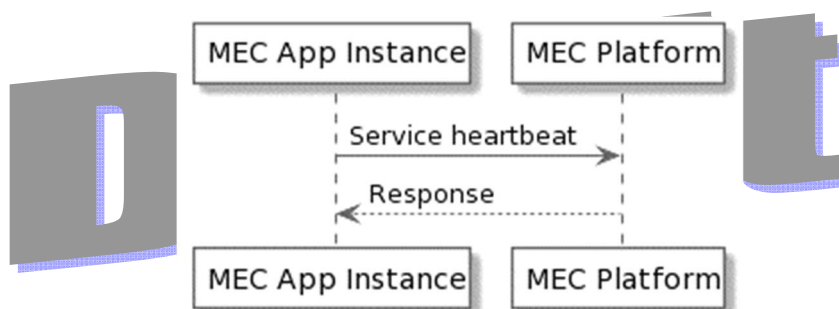 MEC App Instance MEC Platform
Service heartbeat
Response
MEC App Instance MEC Platform